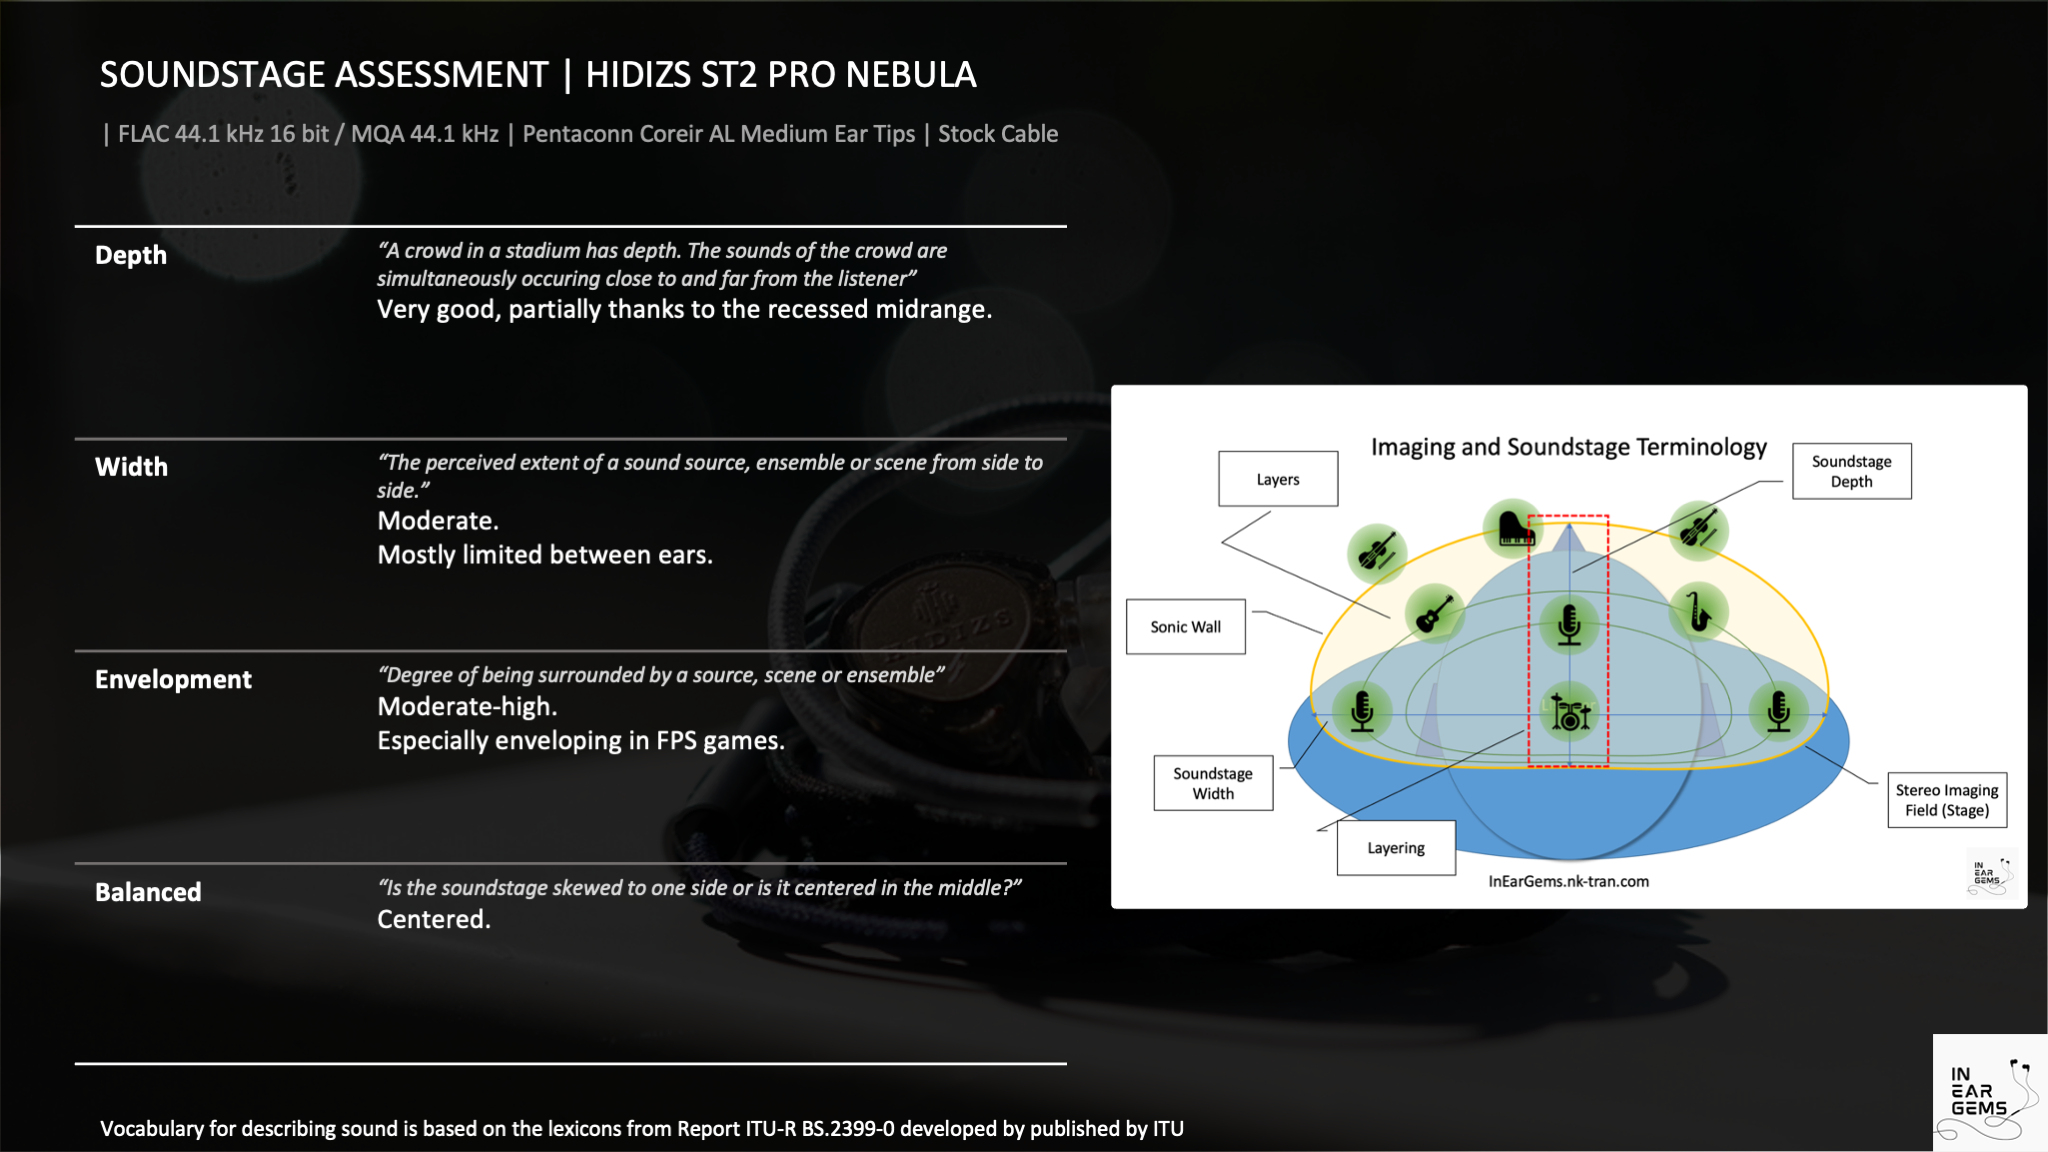 SOUNDSTAGE ASSESSMENT | HIDIZS ST2 PRO NEBULA
| FLAC 44.1 kHz 16 bit / MQA 44.1 kHz | Pentaconn Coreir AL Medium Ear Tips | Stock Cable
Depth
“A crowd in a stadium has depth. The sounds of the crowd are
simultaneously occuring close to and far from the listener”
Very good, partially thanks to the recessed midrange.
Width
“The perceived extent of a sound source, ensemble or scene from side to
side.”
Moderate.
Mostly limited between ears.
Envelopment
“Degree of being surrounded by a source, scene or ensemble”
Moderate-high.
Especially enveloping in FPS games.
Balanced
“Is the soundstage skewed to one side or is it centered in the middle?”
Centered.
HIDIZS
Imaging and Soundstage Terminology
Layers
Soundstage
Depth
Sonic Wall
Soundstage
Width
Stereo Imaging
Field (Stage)
Layering
InEarGems.nk-tran.com
IN
EAR
GEMS
Vocabulary for describing sound is based on the lexicons from Report ITU-R BS.2399-0 developed by published by ITU
IN
EAR
GEMS